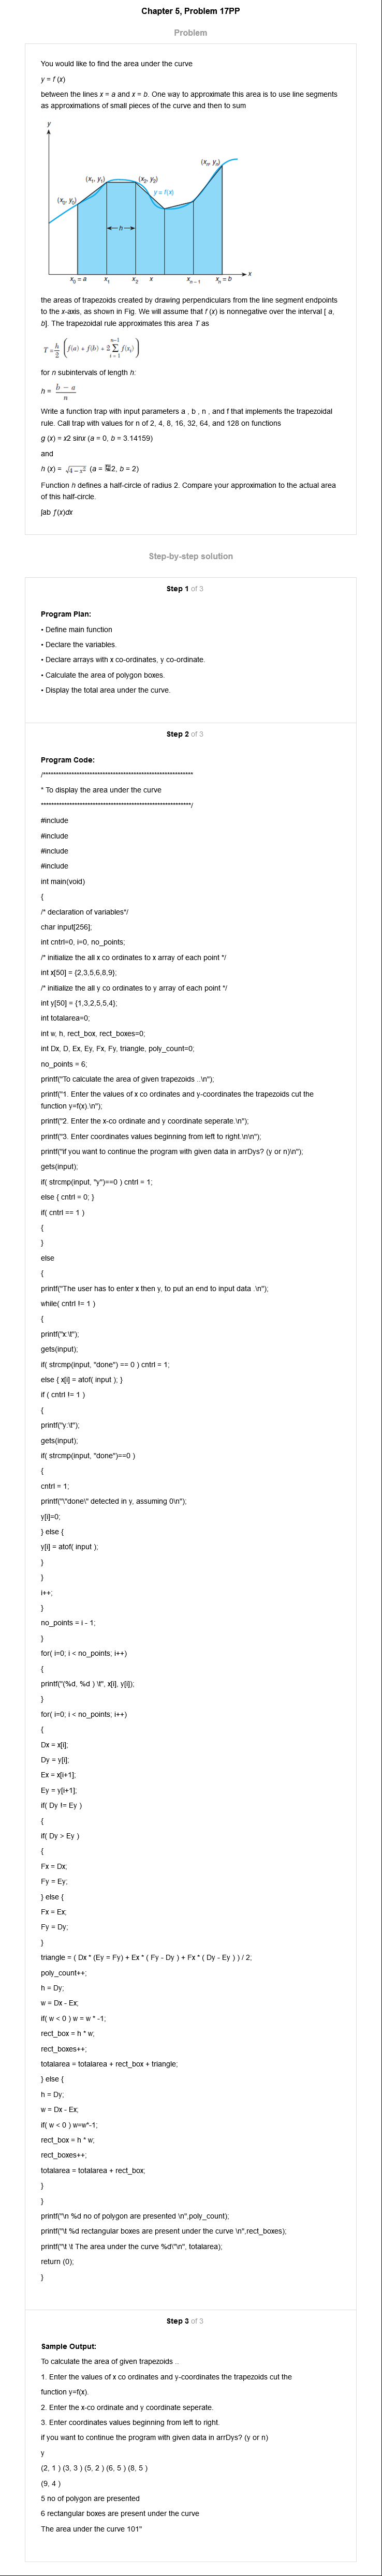 Chapter 5, Problem 17PP
Problem
You would like to find the area under the curve
y = f (x)
between the lines x = a and x = b. One way to approximate this area is to use line segments
as approximations of small pieces of the curve and then to sum
y
(x₀, y₀)
(x₁, y₁)
(x₂, y₂)
y = f(x)
(xₙ, yₙ)
h
x₀ = a
x₁
x₂
x
xₙ₋₁
xₙ = b
x
the areas of trapezoids created by drawing perpendiculars from the line segment endpoints
to the x-axis, as shown in Fig. We will assume that f (x) is nonnegative over the interval [ a,
b]. The trapezoidal rule approximates this area T as
T = h/2 ( f(a) + f(b) + 2 n−1 ∑ i = 1 f(xᵢ) )
for n subintervals of length h:
h = b − a / n
Write a function trap with input parameters a , b , n , and f that implements the trapezoidal
rule. Call trap with values for n of 2, 4, 8, 16, 32, 64, and 128 on functions
g (x) = x2 sinx (a = 0, b = 3.14159)
and
h (x) = √4 − x² (a = 2, b = 2)
Function h defines a half-circle of radius 2. Compare your approximation to the actual area
of this half-circle.
∫ab ƒ(x)dx
Step-by-step solution
Step 1 of 3
Program Plan:
• Define main function
• Declare the variables.
• Declare arrays with x co-ordinates, y co-ordinate.
• Calculate the area of polygon boxes.
• Display the total area under the curve.
Step 2 of 3
Program Code:
/**********************************************************
* To display the area under the curve
**********************************************************/
#include
#include
#include
#include
int main(void)
{
/* declaration of variables*/
char input[256];
int cntrl=0, i=0, no_points;
/* initialize the all x co ordinates to x array of each point */
int x[50] = {2,3,5,6,8,9};
/* initialize the all y co ordinates to y array of each point */
int y[50] = {1,3,2,5,5,4};
int totalarea=0;
int w, h, rect_box, rect_boxes=0;
int Dx, D, Ex, Ey, Fx, Fy, triangle, poly_count=0;
no_points = 6;
printf("To calculate the area of given trapezoids ..\n");
printf("1. Enter the values of x co ordinates and y-coordinates the trapezoids cut the
function y=f(x).\n");
printf("2. Enter the x-co ordinate and y coordinate seperate.\n");
printf("3. Enter coordinates values beginning from left to right.\n\n");
printf("if you want to continue the program with given data in arrDys? (y or n)\n");
gets(input);
if( strcmp(input, "y")==0 ) cntrl = 1;
else { cntrl = 0; }
if( cntrl == 1 )
{
}
else
{
printf("The user has to enter x then y, to put an end to input data .\n");
while( cntrl != 1 )
{
printf("x:\t");
gets(input);
if( strcmp(input, "done") == 0 ) cntrl = 1;
else { x[i] = atof( input ); }
if ( cntrl != 1 )
{
printf("y:\t");
gets(input);
if( strcmp(input, "done")==0 )
{
cntrl = 1;
printf("\"done\" detected in y, assuming 0\n");
y[i]=0;
} else {
y[i] = atof( input );
}
}
i++;
}
no_points = i - 1;
}
for( i=0; i < no_points; i++)
{
printf("(%d, %d ) \t", x[i], y[i]);
}
for( i=0; i < no_points; i++)
{
Dx = x[i];
Dy = y[i];
Ex = x[i+1];
Ey = y[i+1];
if( Dy != Ey )
{
if( Dy > Ey )
{
Fx = Dx;
Fy = Ey;
} else {
Fx = Ex;
Fy = Dy;
}
triangle = ( Dx * (Ey = Fy) + Ex * ( Fy - Dy ) + Fx * ( Dy - Ey ) ) / 2;
poly_count++;
h = Dy;
w = Dx - Ex;
if( w < 0 ) w = w * -1;
rect_box = h * w;
rect_boxes++;
totalarea = totalarea + rect_box + triangle;
} else {
h = Dy;
w = Dx - Ex;
if( w < 0 ) w=w*-1;
rect_box = h * w;
rect_boxes++;
totalarea = totalarea + rect_box;
}
}
printf("\n %d no of polygon are presented \n",poly_count);
printf("\t %d rectangular boxes are present under the curve \n",rect_boxes);
printf("\t \t The area under the curve %d\"\n", totalarea);
return (0);
}
Step 3 of 3
Sample Output:
To calculate the area of given trapezoids ..
1. Enter the values of x co ordinates and y-coordinates the trapezoids cut the
function y=f(x).
2. Enter the x-co ordinate and y coordinate seperate.
3. Enter coordinates values beginning from left to right.
if you want to continue the program with given data in arrDys? (y or n)
y
(2, 1 ) (3, 3 ) (5, 2 ) (6, 5 ) (8, 5 )
(9, 4 )
5 no of polygon are presented
6 rectangular boxes are present under the curve
The area under the curve 101"